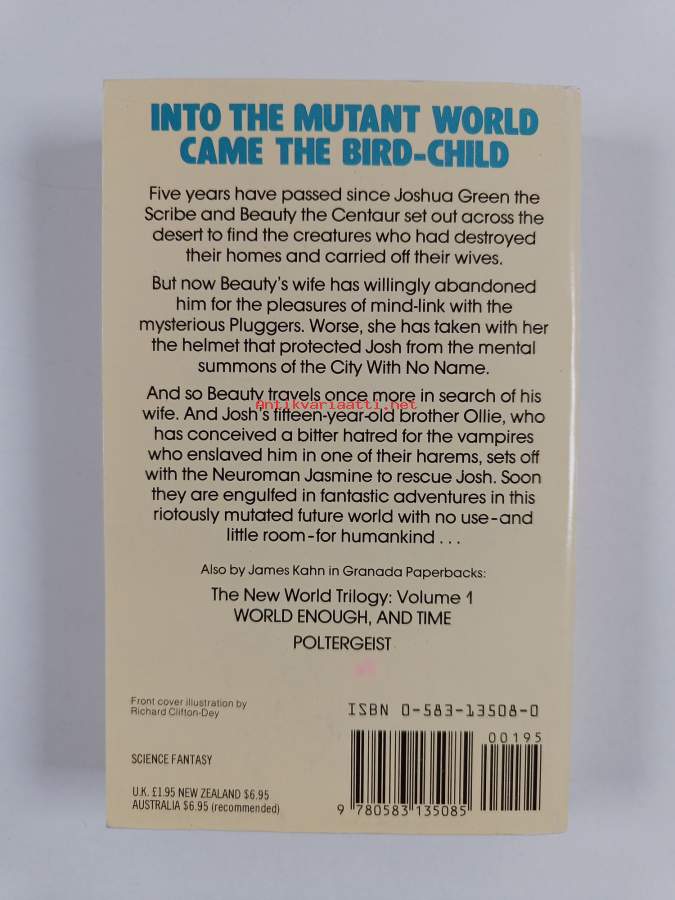 INTO THE MUTANT WORLD
CAME THE BIRD-CHILD
Five years have passed since Joshua Green the
Scribe and Beauty the Centaur set out across the
desert to find the creatures who had destroyed
their homes and carried off their wives.
But now Beauty's wife has willingly abandoned
him for the pleasures of mind-link with the
mysterious Pluggers. Worse, she has taken with her
the helmet that protected Josh from the mental
summons of the City With No Name.
And so Beauty travels once more in search of his
Antikvariaatti.net
wife. And Josh's fifteen-year-old brother Ollie, who
has conceived a bitter hatred for the vampires
who enslaved him in one of their harems, sets off
with the Neuroman Jasmine to rescue Josh. Soon
they are engulfed in fantastic adventures in this
riotously mutated future world with no use-and
little room-for humankind ...
Also by James Kahn in Granada Paperbacks:
The New World Trilogy: Volume 1
WORLD ENOUGH, AND TIME
POLTERGEIST
Front cover illustration by
Richard Clifton-Dey
SCIENCE FANTASY
U.K. £1.95 NEW ZEALAND $6.95
AUSTRALIA $6.95 (recommended)
ISBN 0-583-13508-0
00195
9 780583 135085